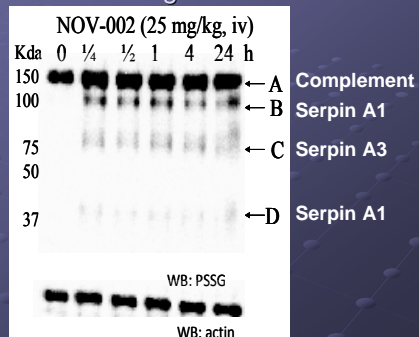 NOV-002 (25 mg/kg, iv)
Kda 0 ¼ ½ 1 4 24 h
150 A Complement
100 B Serpin A1
75 C Serpin A3
50
37 D Serpin A1
WB: PSSG
WB: actin